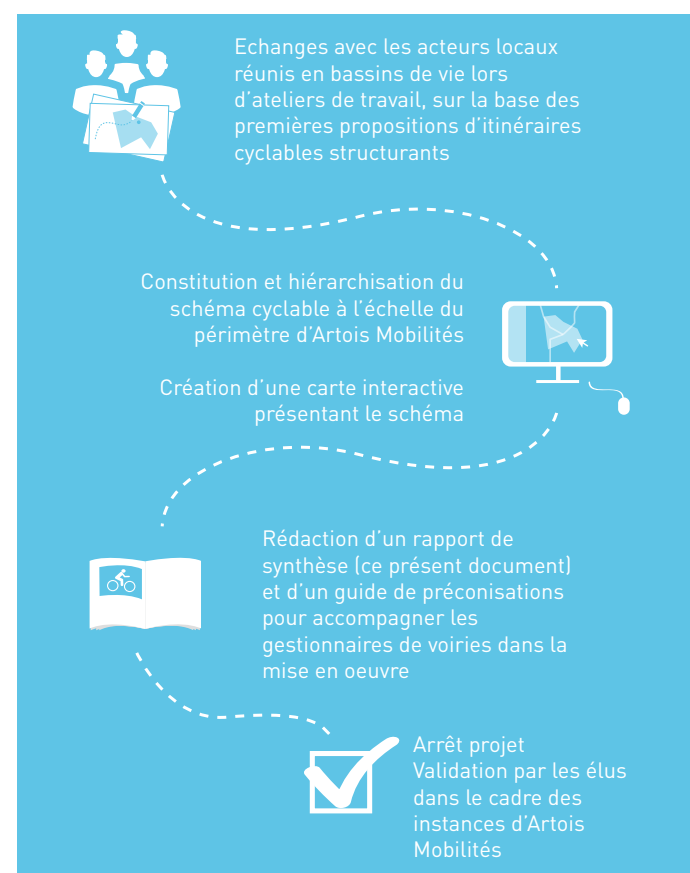 Echanges avec les acteurs locaux
réunis en bassins de vie lors
d'ateliers de travail, sur la base des
premières propositions d'itinéraires
cyclables structurants
Constitution et hiérarchisation du
schéma cyclable à l'échelle du
périmètre d'Artois Mobilités
Création d'une carte interactive
présentant le schéma
Rédaction d'un rapport de
synthèse (ce présent document)
et d'un guide de préconisations
pour accompagner les
gestionnaires de voiries dans la
mise en oeuvre
Arrêt projet
Validation par les élus
dans le cadre des
instances d'Artois
Mobilités